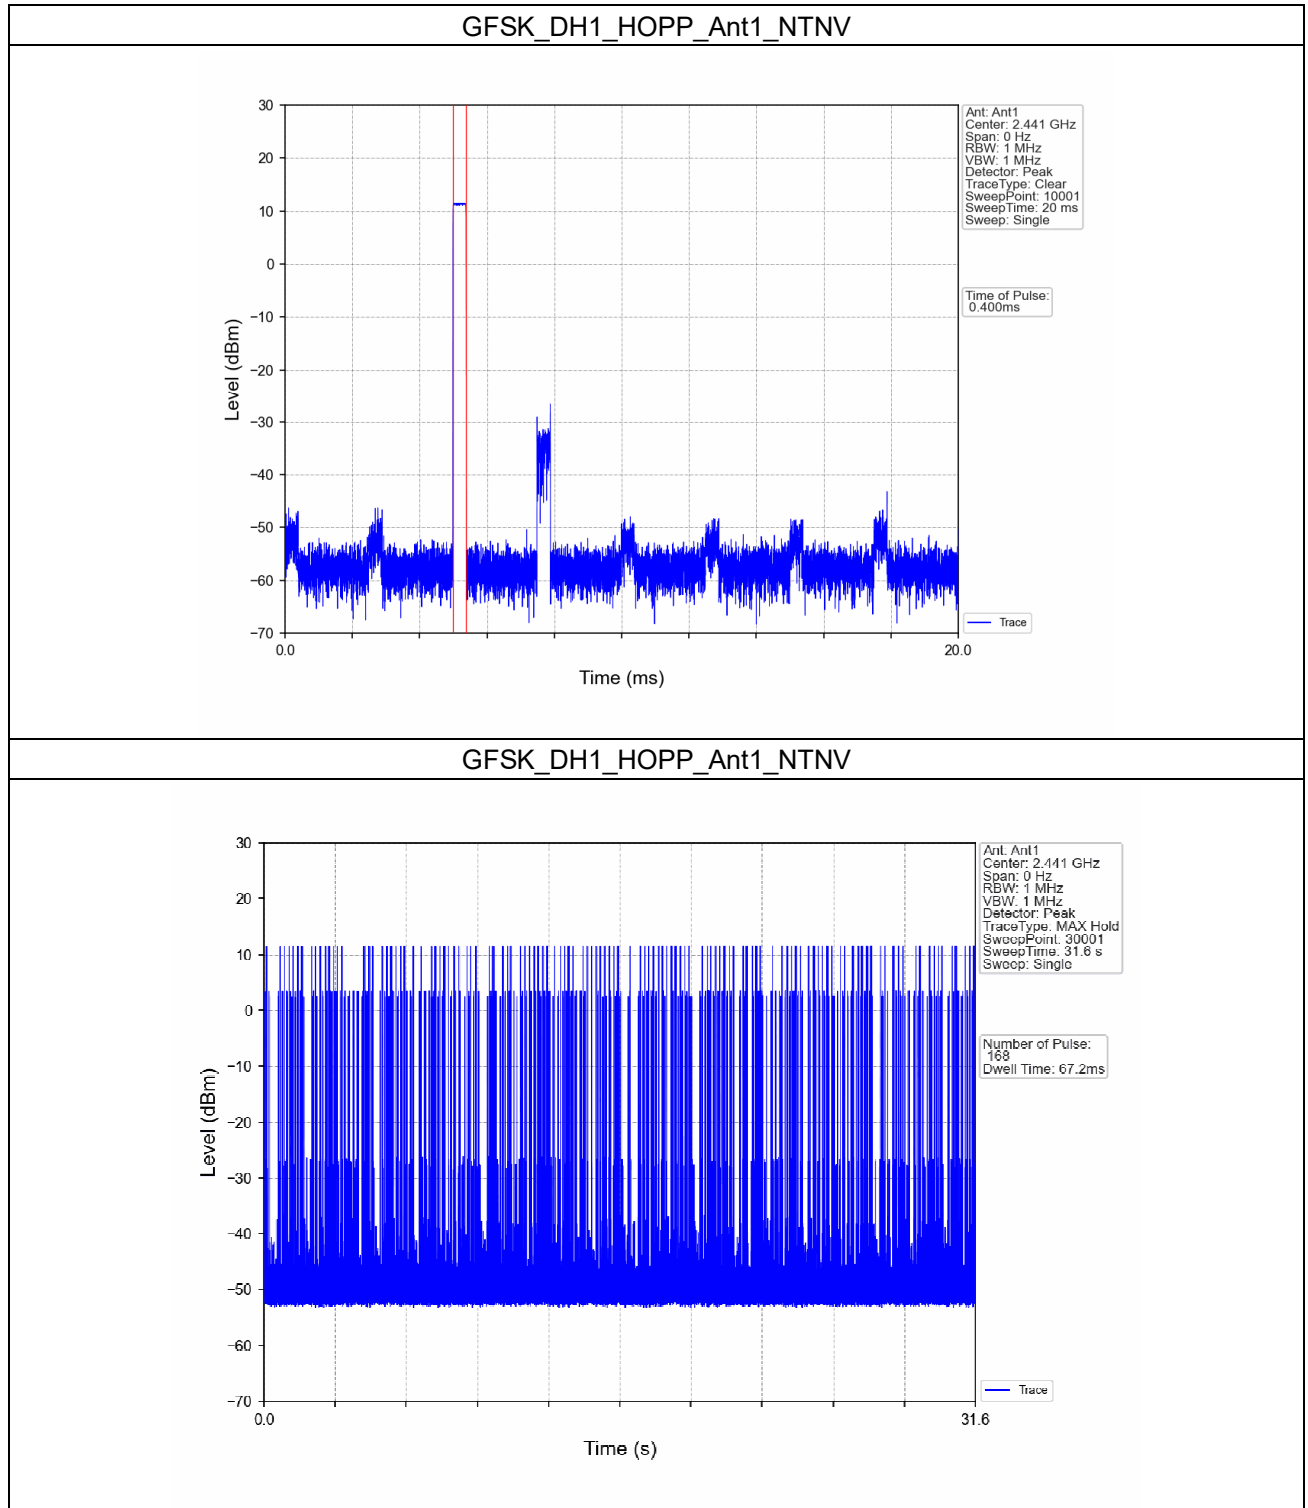 GFSK_DH1_HOPP_Ant1_NTNV
30
20
10
0
−10
−20
−30
−40
−50
−60
−70
Level (dBm)
0.0
20.0
Time (ms)
Ant: Ant1
Center: 2.441 GHz
Span: 0 Hz
RBW: 1 MHz
VBW: 1 MHz
Detector: Peak
TraceType: Clear
SweepPoint: 10001
SweepTime: 20 ms
Sweep: Single
Time of Pulse:
0.400ms
Trace
GFSK_DH1_HOPP_Ant1_NTNV
30
20
10
0
−10
−20
−30
−40
−50
−60
−70
Level (dBm)
0.0
31.6
Time (s)
Ant: Ant1
Center: 2.441 GHz
Span: 0 Hz
RBW: 1 MHz
VBW: 1 MHz
Detector: Peak
TraceType: MAX Hold
SweepPoint: 30001
SweepTime: 31.6 s
Sweep: Single
Number of Pulse:
168
Dwell Time: 67.2ms
Trace